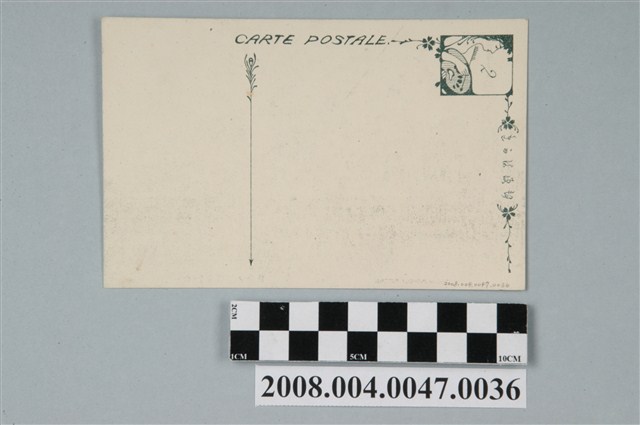 CARTE POSTALE.
2CM
1CM
5CM
10CM
2008.004.0047.0036